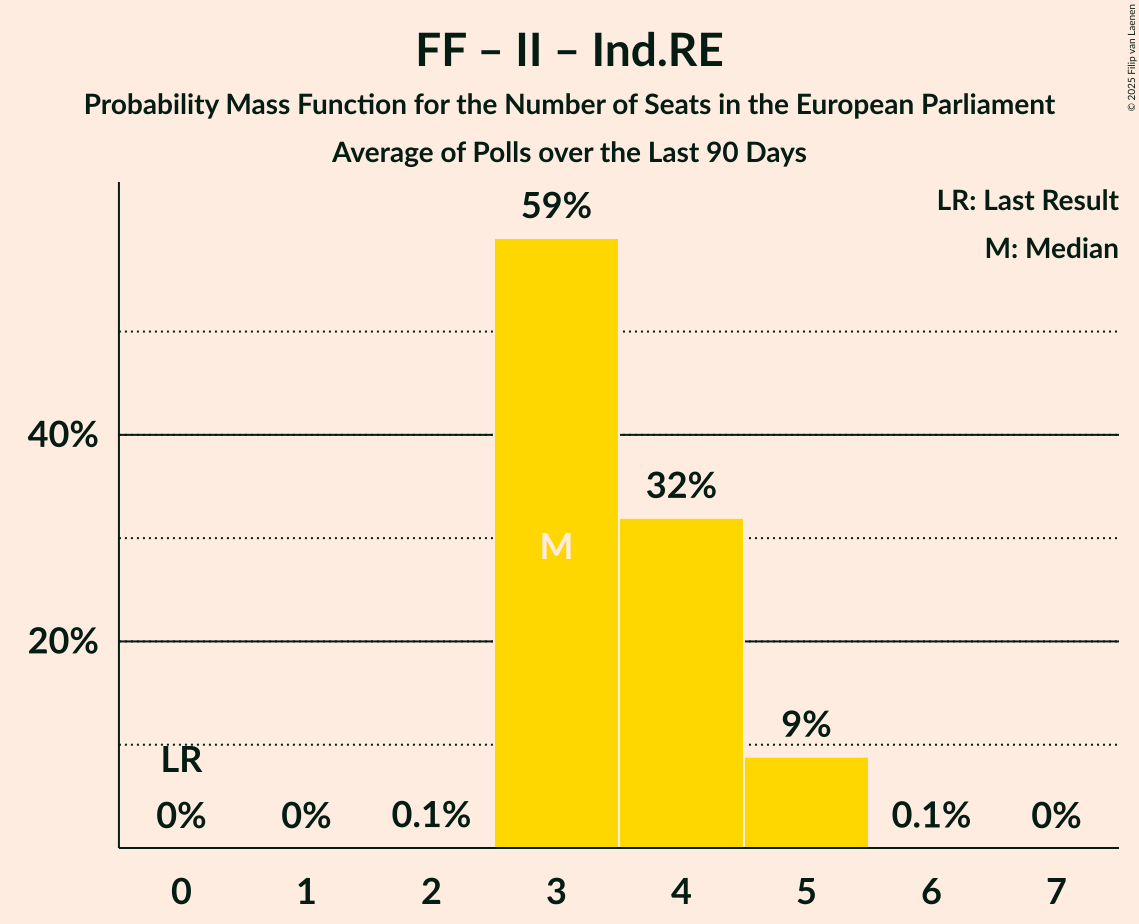 FF – II – Ind.RE
Probability Mass Function for the Number of Seats in the European Parliament
Average of Polls over the Last 90 Days
© 2025 Filip van Laenen
LR: Last Result
M: Median
59%
40%
32%
M
20%
9%
LR
0% 0% 0.1% 0.1% 0%
0 1 2 3 4 5 6 7